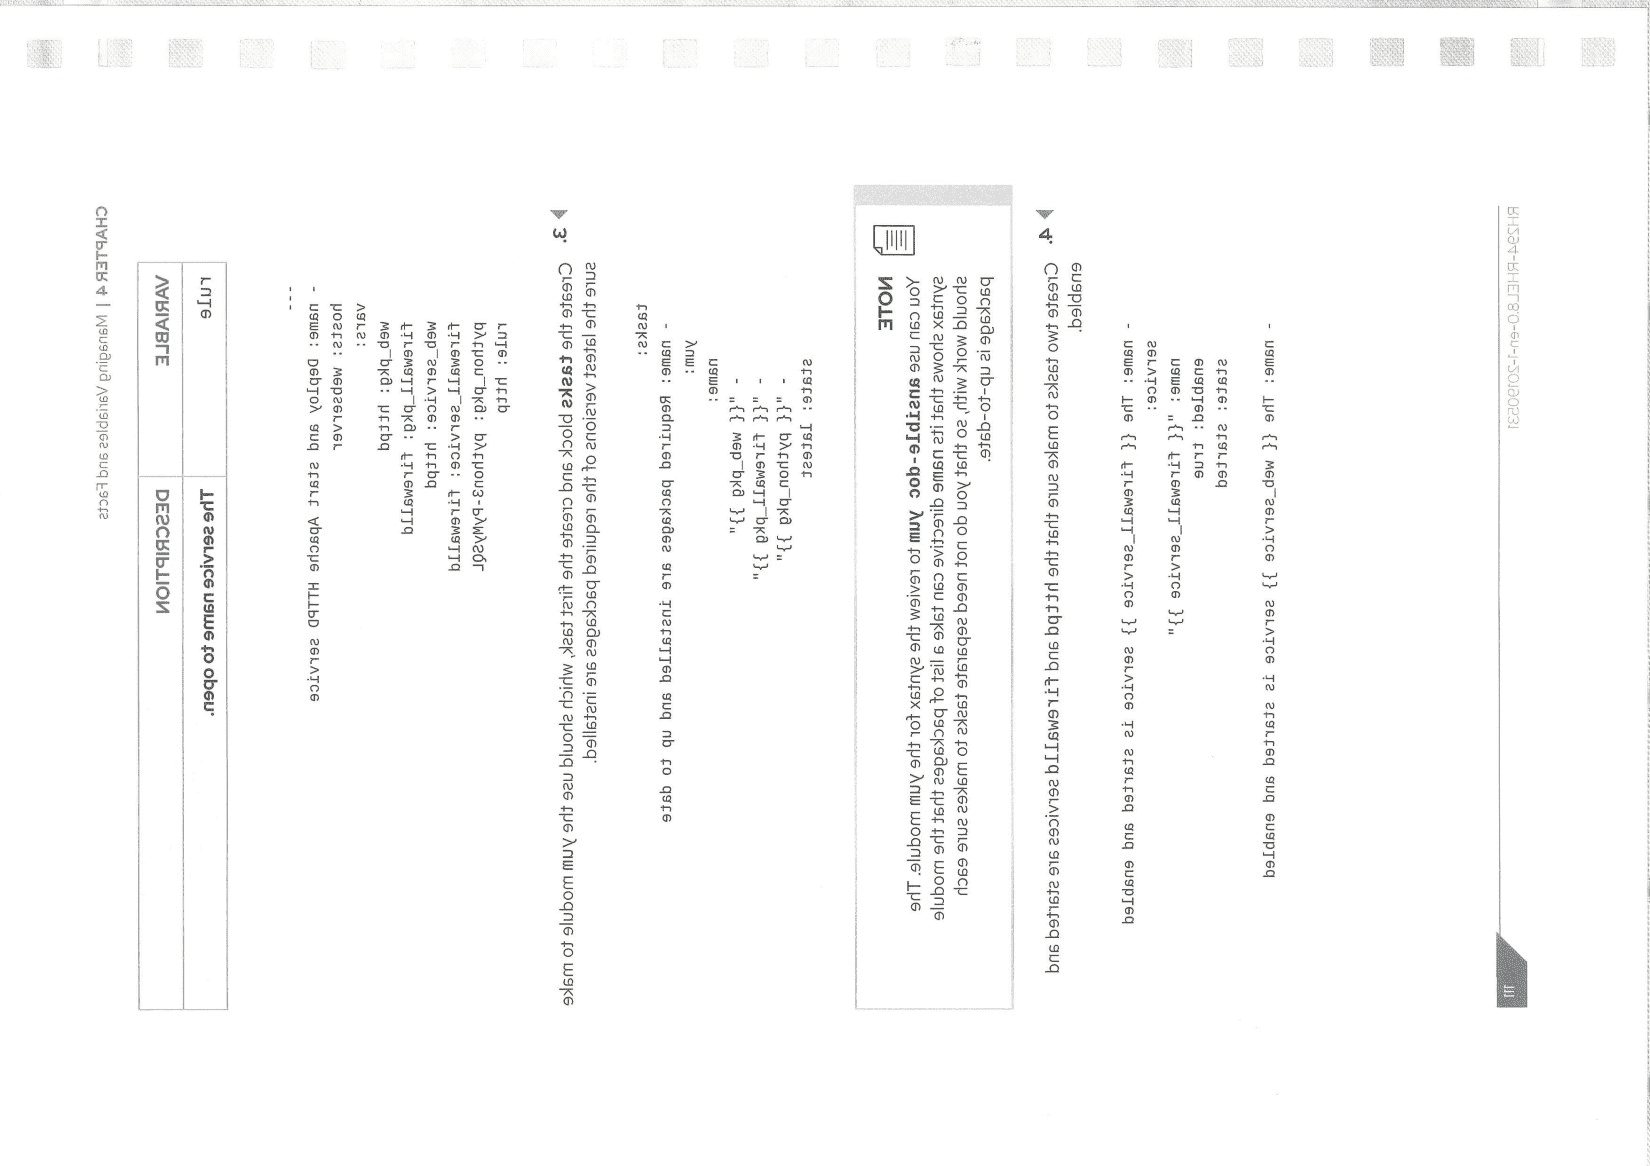 CHAPTER 4 | Managing Variables and Facts
VARIABLE DESCRIPTION
rule The service name to open.
---
- name: Deploy and start Apache HTTPD service
hosts: webserver
vars:
web_pkg: httpd
firewall_pkg: firewalld
web_service: httpd
firewall_service: firewalld
python_pkg: python3-PyMySQL
rule: http
3. Create the tasks block and create the first task, which should use the yum module to make
sure the latest versions of the required packages are installed.
tasks:
- name: Required packages are installed and up to date
yum:
name:
- "{{ web_pkg }}"
- "{{ firewall_pkg }}"
- "{{ python_pkg }}"
state: latest
NOTE
You can use ansible-doc yum to review the syntax for the yum module. The
syntax shows that its name directive can take a list of packages that the module
should work with, so that you do not need separate tasks to make sure each
package is up-to-date.
4. Create two tasks to make sure that the httpd and firewalld services are started and
enabled.
- name: The {{ firewall_service }} service is started and enabled
service:
name: "{{ firewall_service }}"
enabled: true
state: started
- name: The {{ web_service }} service is started and enabled
RH294-RHEL8.0-en-1-20190531
111